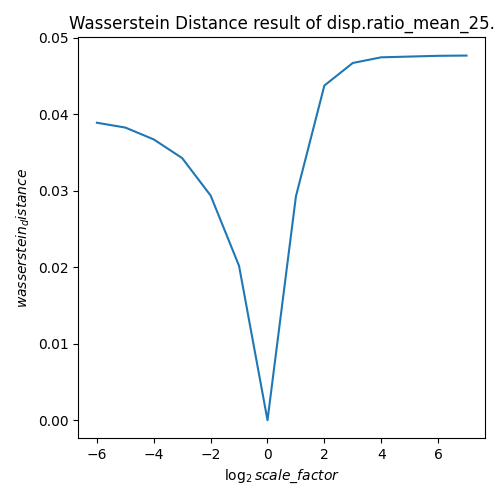 Wasserstein Distance result of disp.ratio_mean_25.
0.05
0.04
0.03
0.02
0.01
0.00
wasserstein_distance
−6 −4 −2 0 2 4 6
log₂ scale_factor